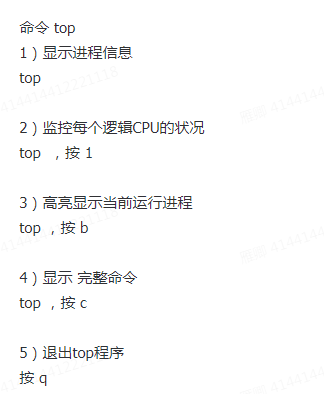 命令 top
1）显示进程信息
top
2）监控每个逻辑CPU的状况
top ，按 1
3）高亮显示当前运行进程
top ，按 b
4）显示 完整命令
top ，按 c
5）退出top程序
按 q